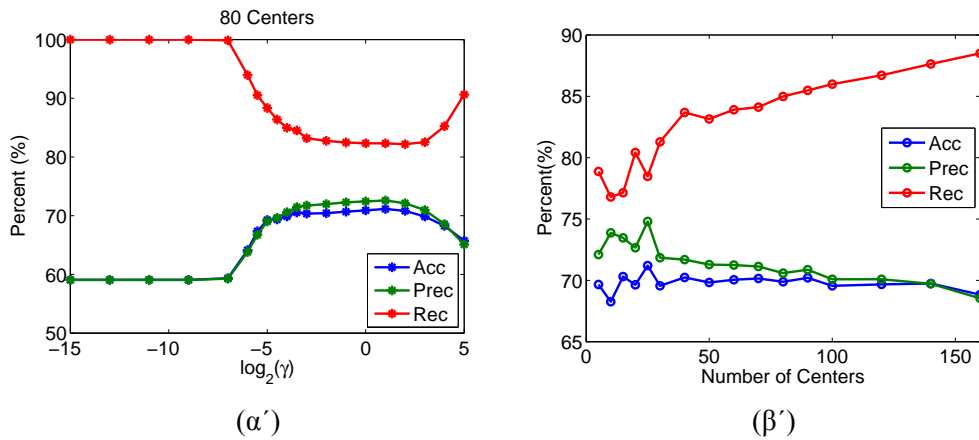 80 Centers
Percent (%)
100
90
80
70
60
50
Acc
Prec
Rec
−15
−10
−5
0
5
log2(γ)
(α´)
Percent(%)
90
85
80
75
70
65
Acc
Prec
Rec
0
50
100
150
Number of Centers
(β´)